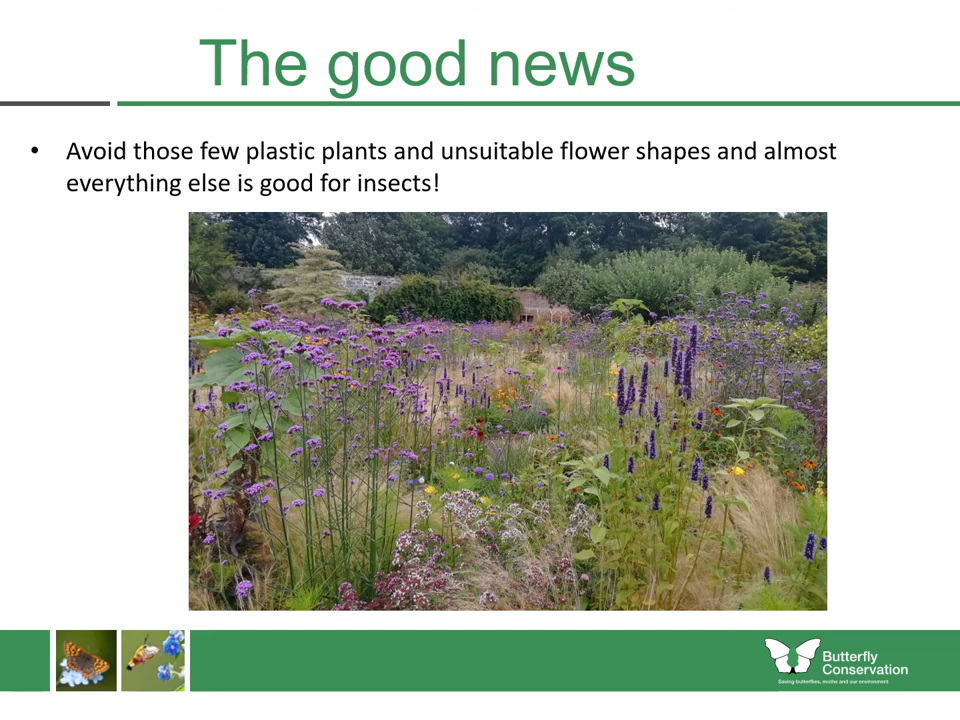 The good news
• Avoid those few plastic plants and unsuitable flower shapes and almost
everything else is good for insects!
Butterfly
Conservation
Saving butterflies, moths and our environment